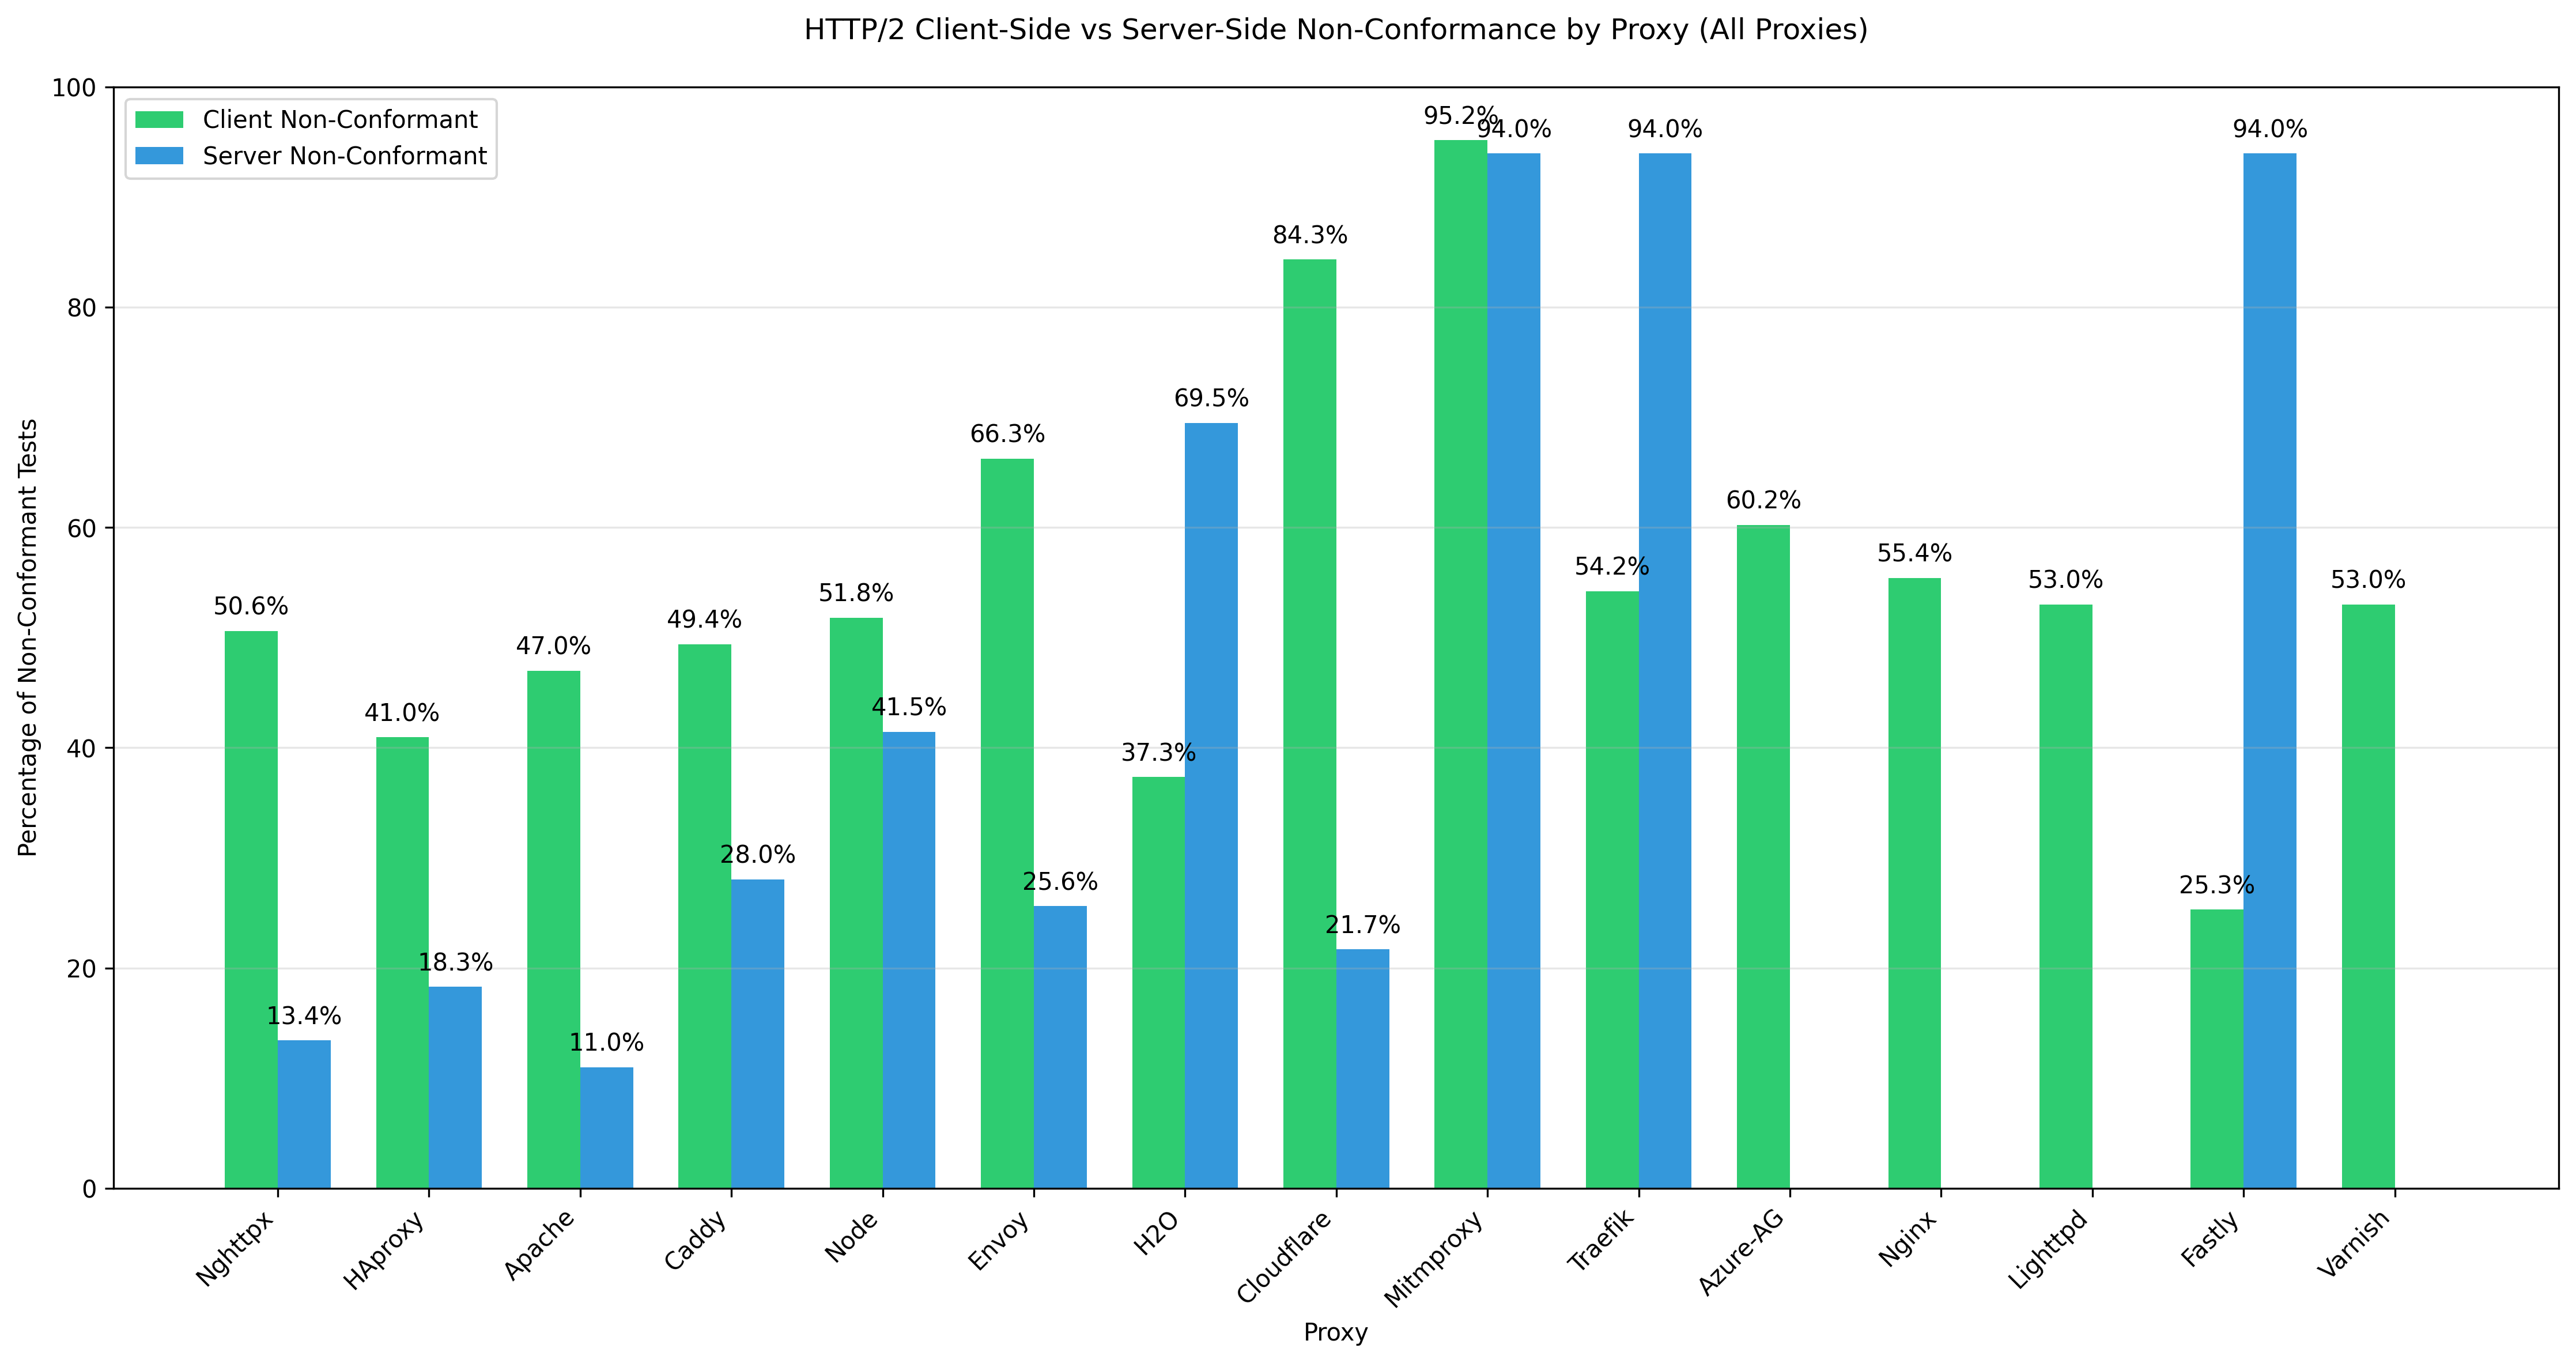 HTTP/2 Client-Side vs Server-Side Non-Conformance by Proxy (All Proxies)
Client Non-Conformant
Server Non-Conformant
Percentage of Non-Conformant Tests
100
80
60
40
20
0
50.6%
13.4%
41.0%
18.3%
47.0%
11.0%
49.4%
28.0%
51.8%
41.5%
66.3%
25.6%
37.3%
69.5%
84.3%
21.7%
95.2%
94.0%
54.2%
94.0%
60.2%
55.4%
53.0%
25.3%
94.0%
53.0%
Nghttpx
HAproxy
Apache
Caddy
Node
Envoy
H2O
Cloudflare
Mitmproxy
Traefik
Azure-AG
Nginx
Lighttpd
Fastly
Varnish
Proxy